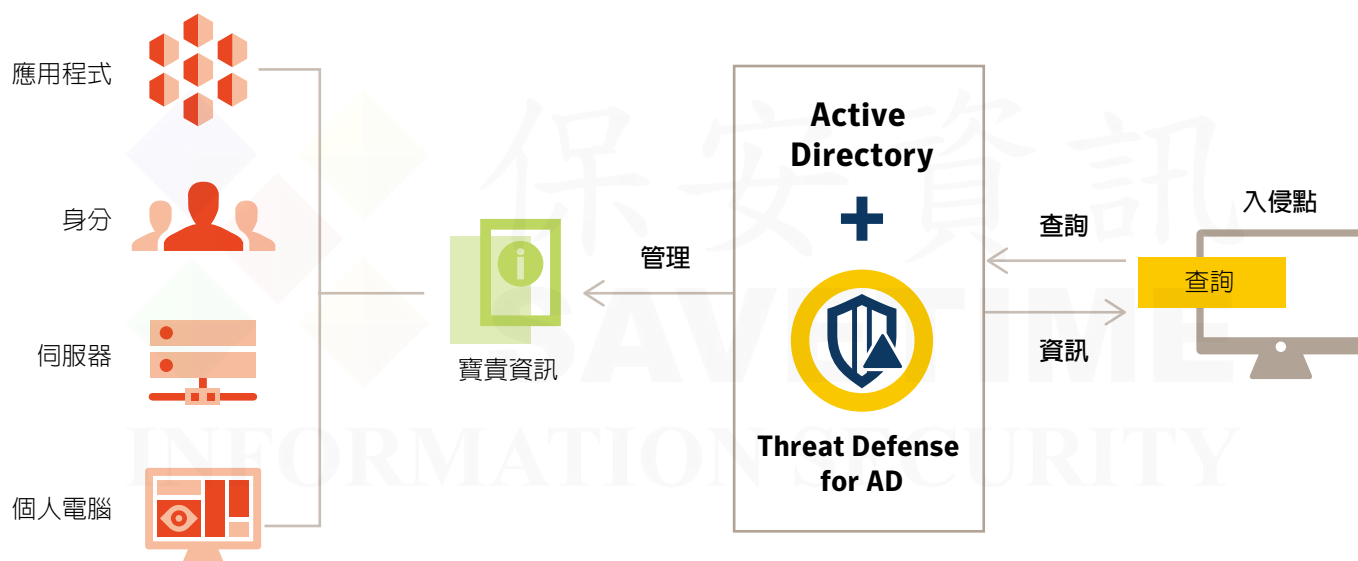 應用程式
身分
伺服器
個人電腦
寶貴資訊
管理
Active
Directory
Threat Defense
for AD
查詢
資訊
入侵點
查詢
保安資訊
SAVETIME
INFORMATION SECURITY